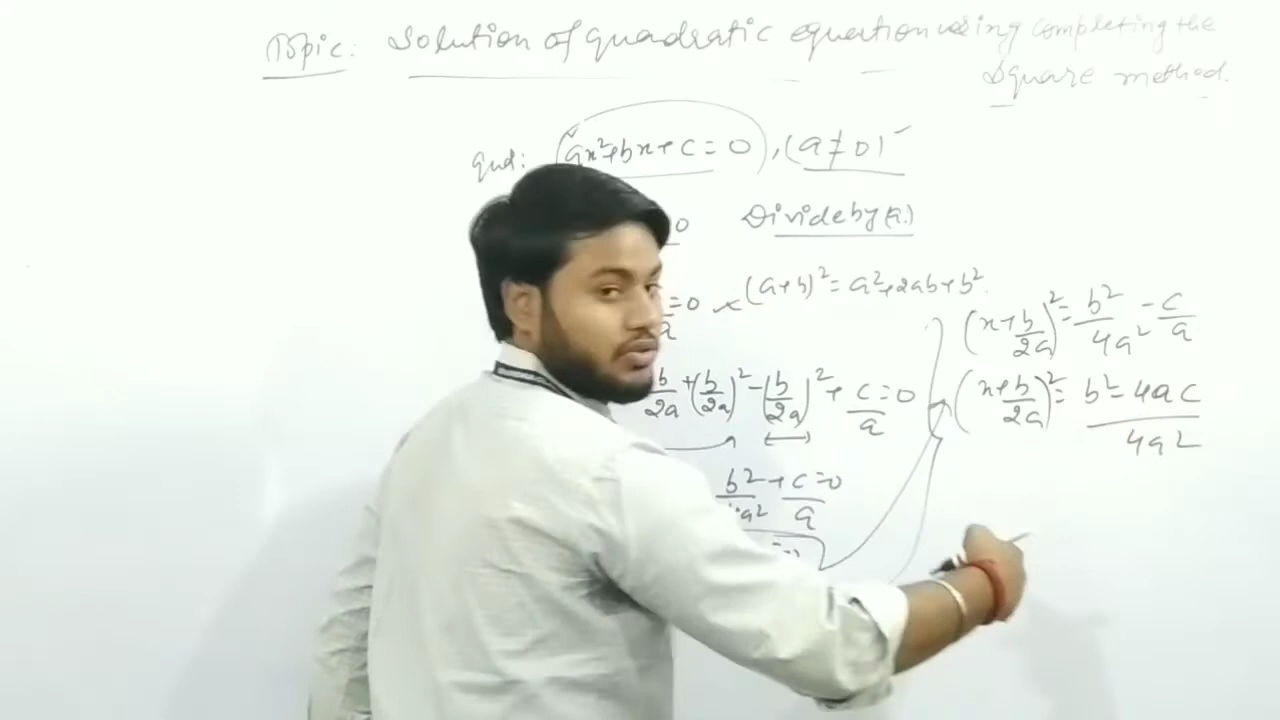 Topic: Solution of quadratic equation using completing the
Square method.
ax²+bx+c=0, (a≠0)
0 Divide by (a.)
=0 (a+b)²=a²+2ab+b².
a
b/2a +(b/2a)² -(b/2a)² + c/a =0
b²/4a² + c/a =0
(x+b/2a)² = b²/4a² - c/a
(x+b/2a)² = b²-4ac/4a²